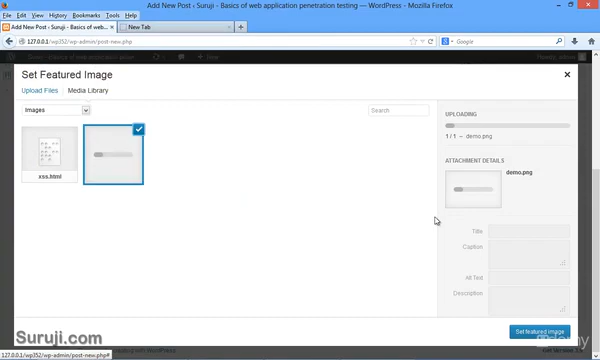 Add New Post ‹ Suruji - Basics of web application penetration testing — WordPress - Mozilla Firefox
File Edit View History Bookmarks Tools Help
Add New Post ‹ Suruji - Basics of web...
New Tab
127.0.0.1/wp352/wp-admin/post-new.php
Google
Set Featured Image
Upload Files Media Library
Images
Search
xss.html
UPLOADING
1 / 1 – demo.png
ATTACHMENT DETAILS
demo.png
Title
Caption
Alt Text
Description
Set featured image
Suruji.com
127.0.0.1/wp352/wp-admin/post-new.php#